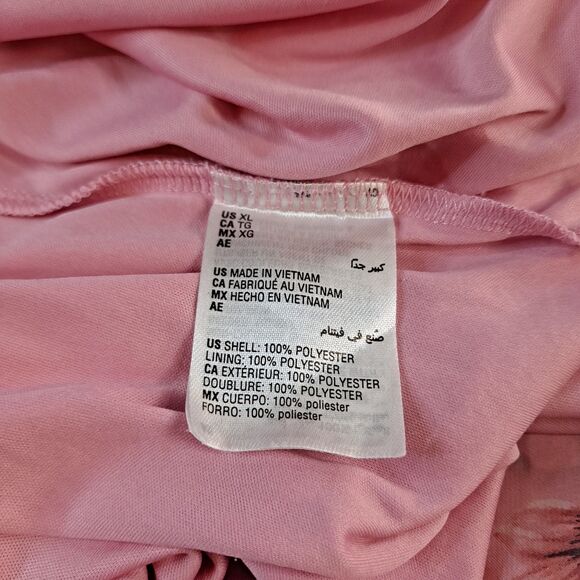 US XL
CA TG
MX XG
AE
كبير جدًا
US MADE IN VIETNAM
CA FABRIQUÉ AU VIETNAM
MX HECHO EN VIETNAM
AE
صُنع في فيتنام
US SHELL: 100% POLYESTER
LINING: 100% POLYESTER
CA EXTÉRIEUR: 100% POLYESTER
DOUBLURE: 100% POLYESTER
MX CUERPO: 100% poliester
FORRO: 100% poliester